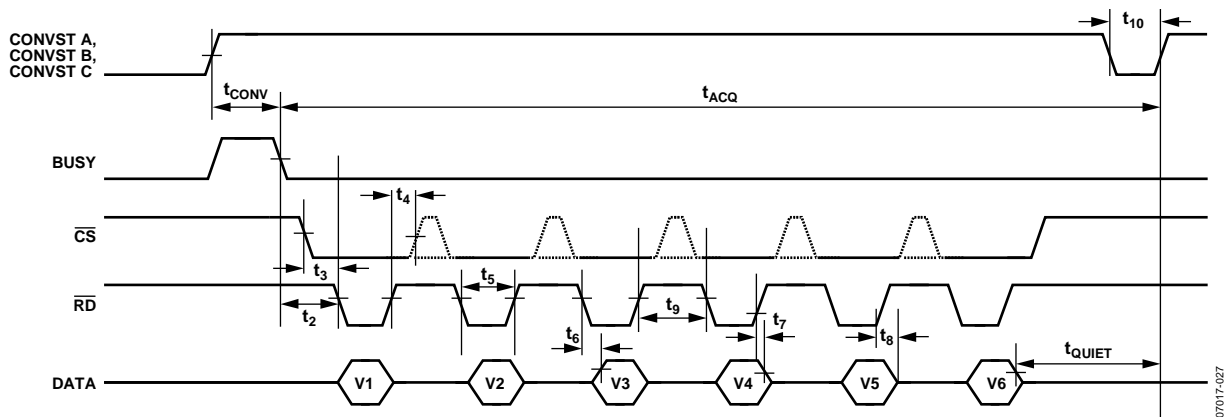 t10
CONVST A,
CONVST B,
CONVST C
tCONV
tACQ
BUSY
t4
CS
t3
t5
RD
t2
t9
t7
t6
t8
tQUIET
DATA
V1
V2
V3
V4
V5
V6
07017-027